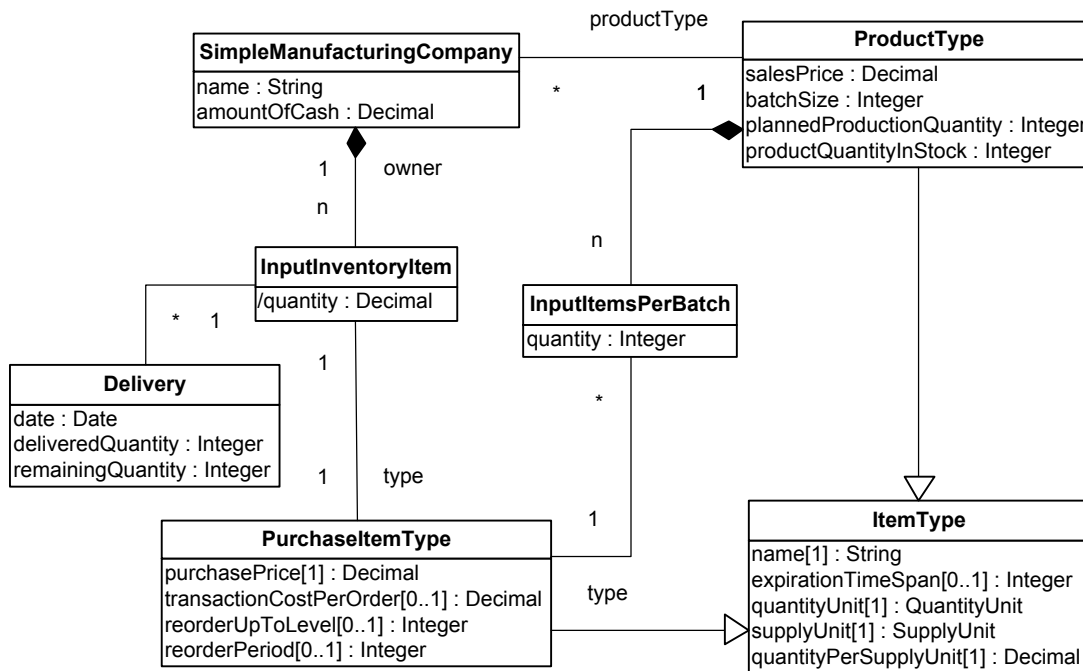 productType
SimpleManufacturingCompany
name : String
amountOfCash : Decimal
*
1
ProductType
salesPrice : Decimal
batchSize : Integer
plannedProductionQuantity : Integer
productQuantityInStock : Integer
1
owner
n
n
InputInventoryItem
/quantity : Decimal
InputItemsPerBatch
quantity : Integer
*
1
1
*
Delivery
date : Date
deliveredQuantity : Integer
remainingQuantity : Integer
1
type
1
PurchaseItemType
purchasePrice[1] : Decimal
transactionCostPerOrder[0..1] : Decimal
reorderUpToLevel[0..1] : Integer
reorderPeriod[0..1] : Integer
type
ItemType
name[1] : String
expirationTimeSpan[0..1] : Integer
quantityUnit[1] : QuantityUnit
supplyUnit[1] : SupplyUnit
quantityPerSupplyUnit[1] : Decimal